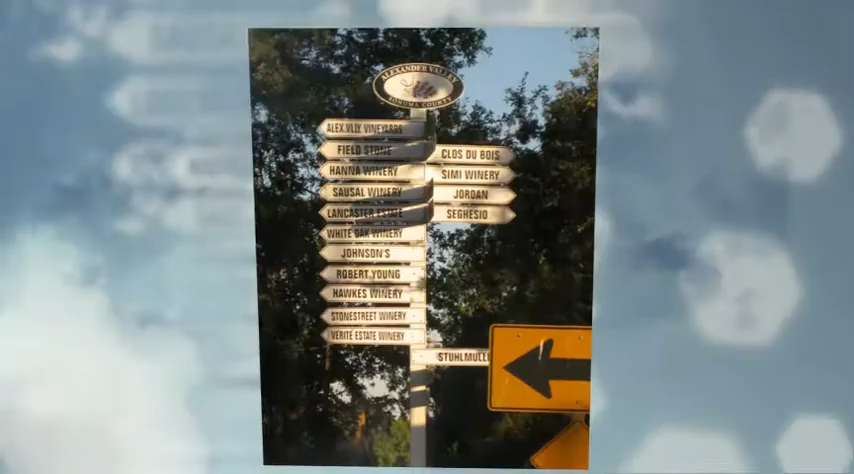 ALEXANDER VALLEY
SONOMA COUNTY
ALEX.VLLY VINEYARDS
FIELD STONE
HANNA WINERY
SAUSAL WINERY
LANCASTER ESTATE
WHITE OAK WINERY
JOHNSON'S
ROBERT YOUNG
HAWKES WINERY
STONESTREET WINERY
VERITE ESTATE WINERY
CLOS DU BOIS
SIMI WINERY
JORDAN
SEGHESIO
STUHLMULL